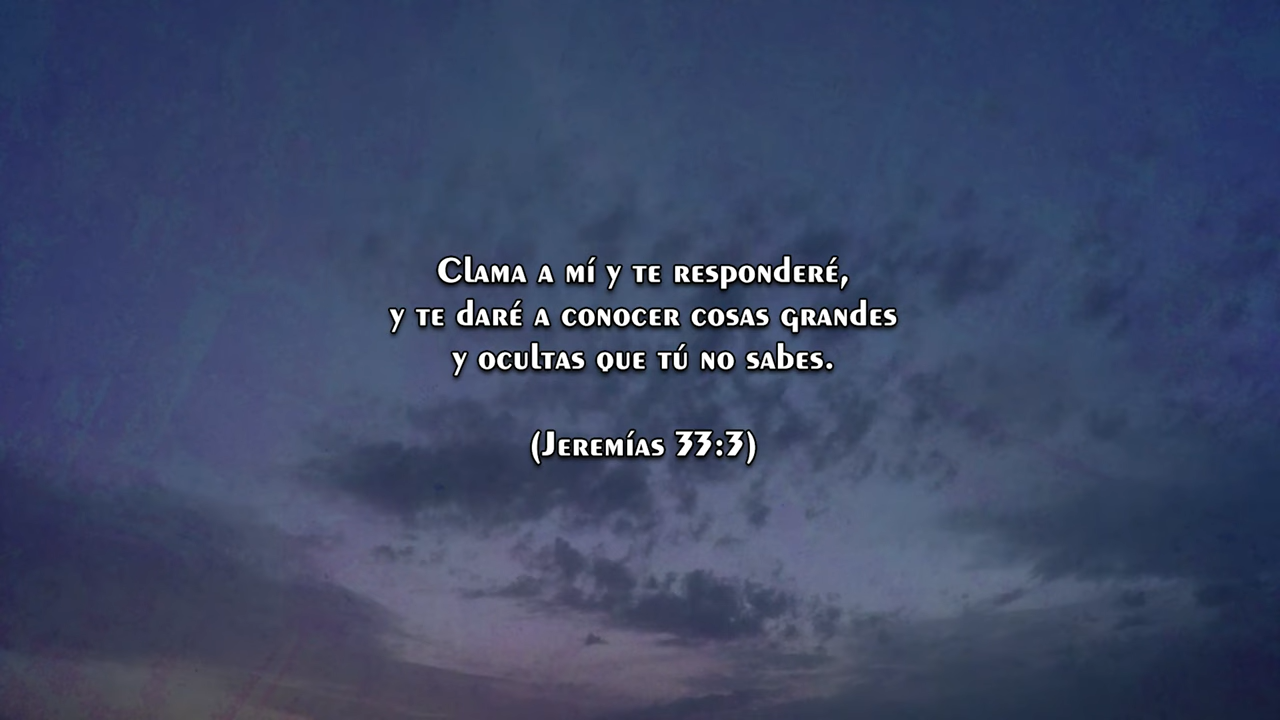 Clama a mí y te responderé,
y te daré a conocer cosas grandes
y ocultas que tú no sabes.
(Jeremías 33:3)